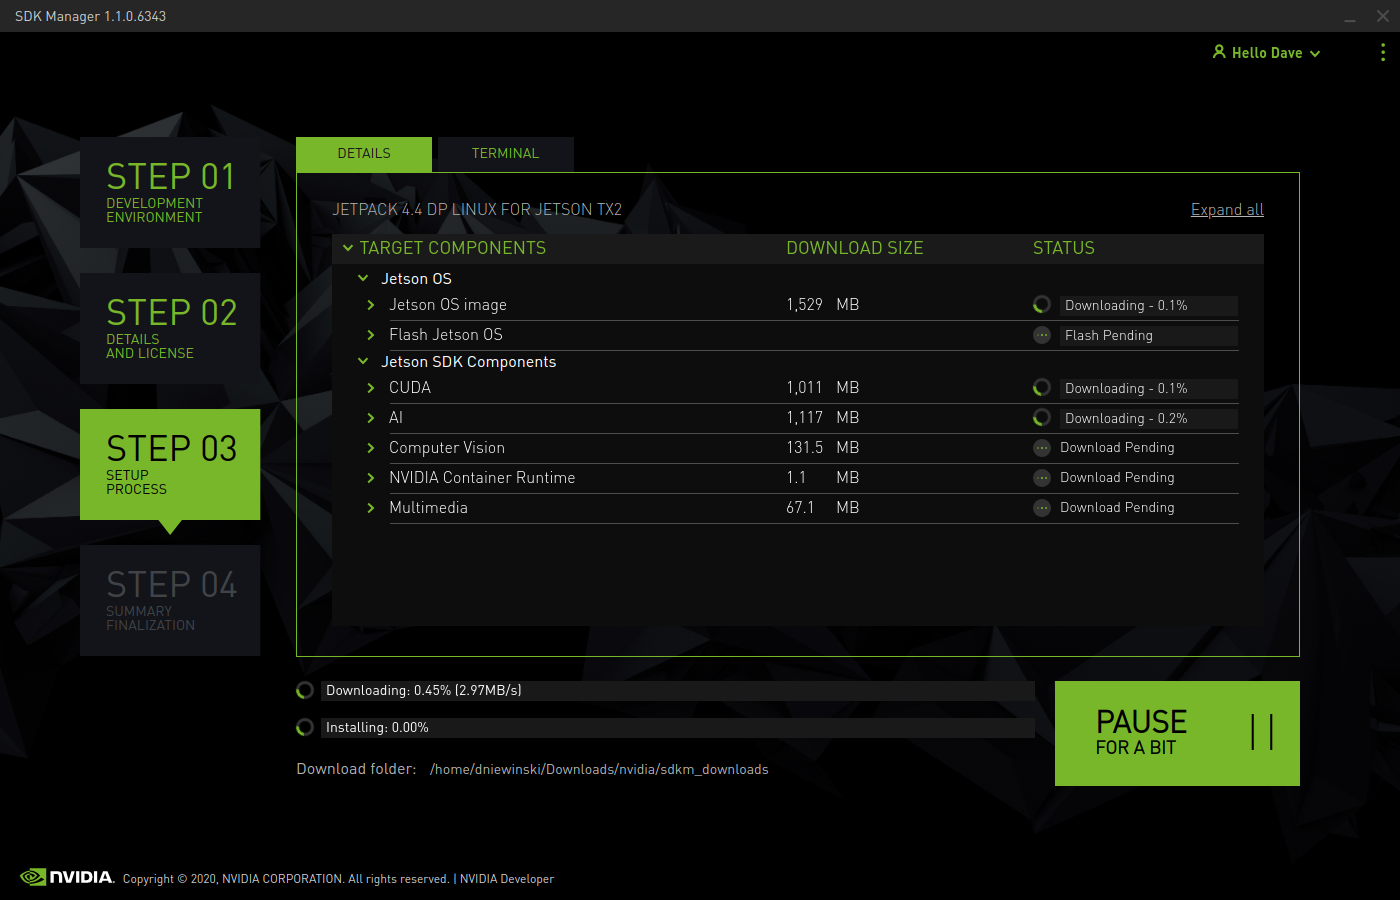 SDK Manager 1.1.0.6343
Hello Dave
STEP 01
DEVELOPMENT
ENVIRONMENT
STEP 02
DETAILS
AND LICENSE
STEP 03
SETUP
PROCESS
STEP 04
SUMMARY
FINALIZATION
DETAILS TERMINAL
JETPACK 4.4 DP LINUX FOR JETSON TX2 Expand all
TARGET COMPONENTS DOWNLOAD SIZE STATUS
Jetson OS
Jetson OS image 1,529 MB Downloading - 0.1%
Flash Jetson OS Flash Pending
Jetson SDK Components
CUDA 1,011 MB Downloading - 0.1%
AI 1,117 MB Downloading - 0.2%
Computer Vision 131.5 MB Download Pending
NVIDIA Container Runtime 1.1 MB Download Pending
Multimedia 67.1 MB Download Pending
Downloading: 0.45% (2.97MB/s)
Installing: 0.00%
Download folder: /home/dniewinski/Downloads/nvidia/sdkm_downloads
PAUSE
FOR A BIT
NVIDIA. Copyright © 2020, NVIDIA CORPORATION. All rights reserved. | NVIDIA Developer